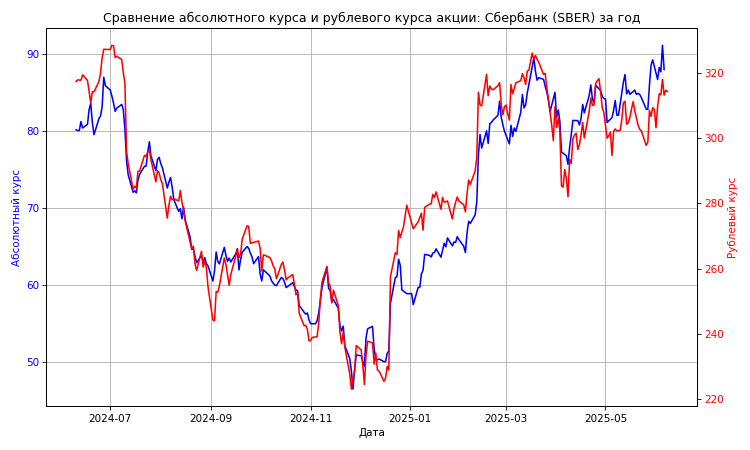 Сравнение абсолютного курса и рублевого курса акции: Сбербанк (SBER) за год
Абсолютный курс
90
80
70
60
50
Рублевый курс
320
300
280
260
240
220
2024-07 2024-09 2024-11 2025-01 2025-03 2025-05
Дата